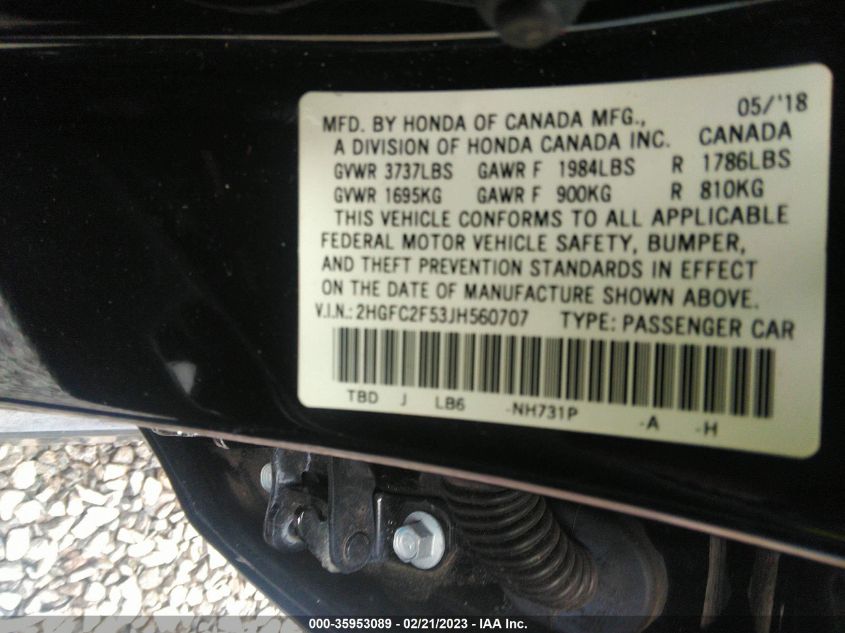 05/'18
MFD. BY HONDA OF CANADA MFG.,
A DIVISION OF HONDA CANADA INC. CANADA
GVWR 3737LBS GAWR F 1984LBS R 1786LBS
GVWR 1695KG GAWR F 900KG R 810KG
THIS VEHICLE CONFORMS TO ALL APPLICABLE
FEDERAL MOTOR VEHICLE SAFETY, BUMPER,
AND THEFT PREVENTION STANDARDS IN EFFECT
ON THE DATE OF MANUFACTURE SHOWN ABOVE.
V.I.N.: 2HGFC2F53JH560707 TYPE: PASSENGER CAR
TBD J LB6 -NH731P -A -H
000-35953089 - 02/21/2023 - IAA Inc.